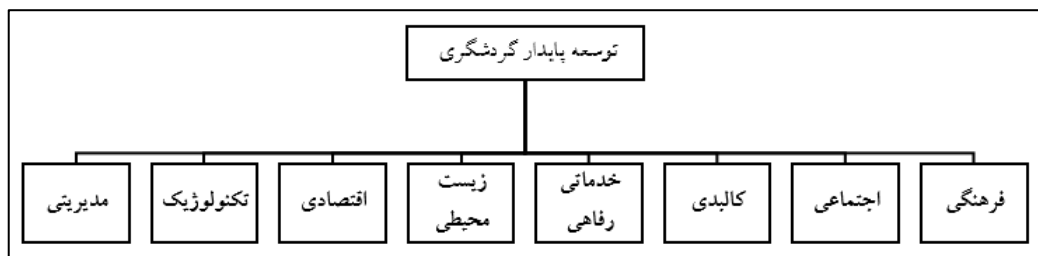 توسعه پایدار گردشگری
فرهنگی
اجتماعی
کالبدی
خدماتی
رفاهی
زیست
محیطی
اقتصادی
تکنولوژیک
مدیریتی